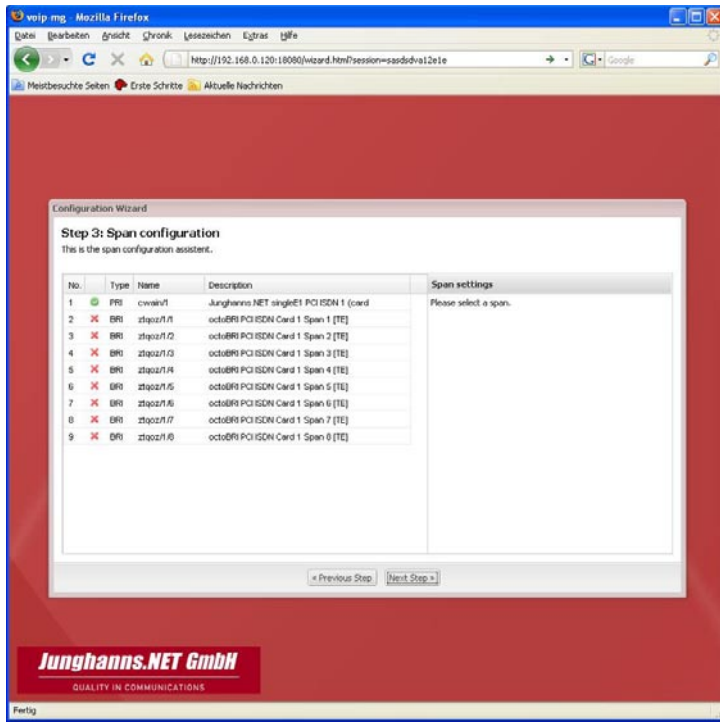 voip-mg - Mozilla Firefox
Datei Bearbeiten Ansicht Chronik Lesezeichen Extras Hilfe
http://192.168.0.120:18080/wizard.html?session=sasdsdva12e1e
Google
Meistbesuchte Seiten Erste Schritte Aktuelle Nachrichten
Configuration Wizard
Step 3: Span configuration
This is the span configuration assistent.
No. Type Name Description
1 PRI cwain/1 Junghanns.NET singleE1 PCI ISDN 1 (card
2 BRI ztqoz/1/1 octoBRI PCI ISDN Card 1 Span 1 [TE]
3 BRI ztqoz/1/2 octoBRI PCI ISDN Card 1 Span 2 [TE]
4 BRI ztqoz/1/3 octoBRI PCI ISDN Card 1 Span 3 [TE]
5 BRI ztqoz/1/4 octoBRI PCI ISDN Card 1 Span 4 [TE]
6 BRI ztqoz/1/5 octoBRI PCI ISDN Card 1 Span 5 [TE]
7 BRI ztqoz/1/6 octoBRI PCI ISDN Card 1 Span 6 [TE]
8 BRI ztqoz/1/7 octoBRI PCI ISDN Card 1 Span 7 [TE]
9 BRI ztqoz/1/8 octoBRI PCI ISDN Card 1 Span 8 [TE]
Span settings
Please select a span.
« Previous Step Next Step »
Junghanns.NET GmbH
QUALITY IN COMMUNICATIONS
Fertig